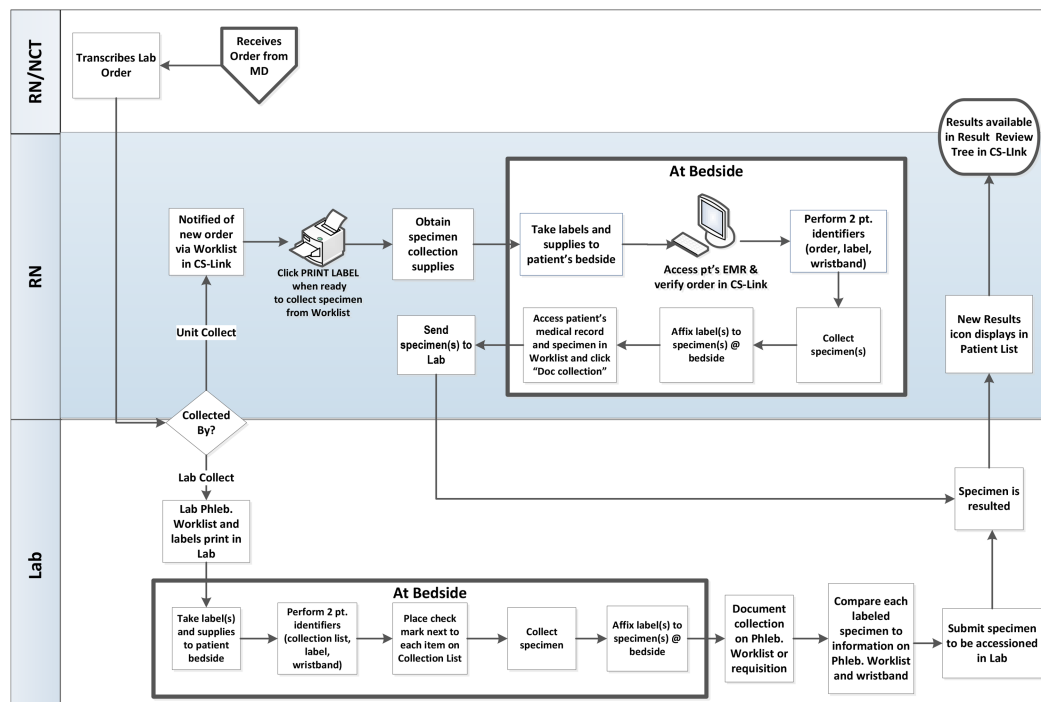 RN/NCT
Transcribes Lab
Order
Receives
Order from
MD
RN
Results available
in Result Review
Tree in CS-LInk
Notified of
new order
via Worklist
in CS-Link
Click PRINT LABEL
when ready
to collect specimen
from Worklist
Obtain
specimen
collection
supplies
At Bedside
Take labels and
supplies to
patient's bedside
Access pt's EMR &
verify order in CS-Link
Perform 2 pt.
identifiers
(order, label,
wristband)
Collect
specimen(s)
Affix label(s) to
specimen(s) @
bedside
Access patient's
medical record
and specimen in
Worklist and click
“Doc collection”
Send
specimen(s) to
Lab
New Results
icon displays in
Patient List
Unit Collect
Collected
By?
Lab
Lab Collect
Lab Phleb.
Worklist and
labels print in
Lab
At Bedside
Take label(s)
and supplies
to patient
bedside
Perform 2 pt.
identifiers
(collection list,
label,
wristband)
Place check
mark next to
each item on
Collection List
Collect
specimen
Affix label(s) to
specimen(s) @
bedside
Document
collection
on Phleb.
Worklist or
requisition
Compare each
labeled
specimen to
information on
Phleb. Worklist
and wristband
Submit specimen
to be accessioned
in Lab
Specimen is
resulted